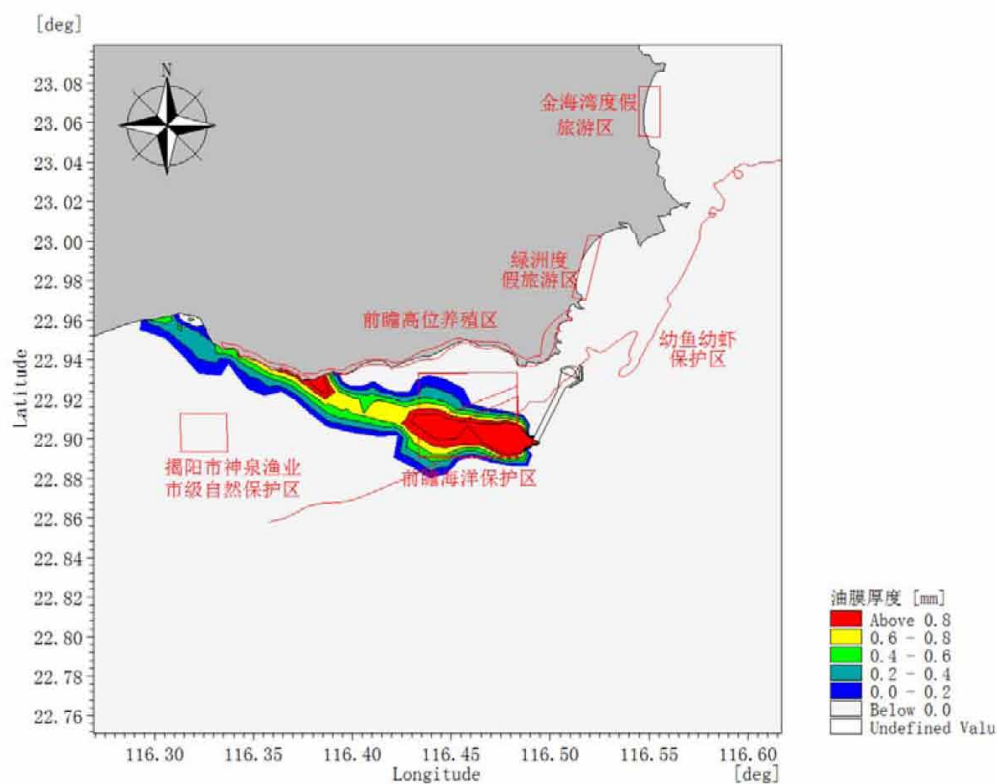 [deg]
N
23.08
23.06
23.04
23.02
23.00
22.98
22.96
22.94
22.92
22.90
22.88
22.86
22.84
22.82
22.80
22.78
22.76
Latitude
金海湾度假
旅游区
绿洲度
假旅游区
前瞻高位养殖区
幼鱼幼虾
保护区
揭阳市神泉渔业
市级自然保护区
前瞻海洋保护区
116.30
116.35
116.40
116.45
116.50
116.55
116.60
Longitude
[deg]
油膜厚度 [mm]
Above 0.8
0.6 - 0.8
0.4 - 0.6
0.2 - 0.4
0.0 - 0.2
Below 0.0
Undefined Valu